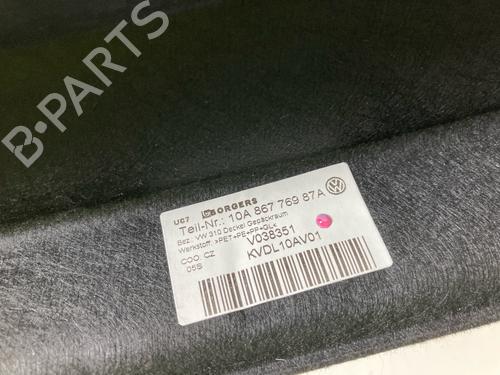 B-PARTS
UC7 BORGERS
Teil-Nr.: 10A 867 769 87A
Bez.: VW 310 Deckel Gepäckraum
Werkstoff: >PET+PE+PP+GL<
V038351
COO: CZ KVDL10AV01
05S